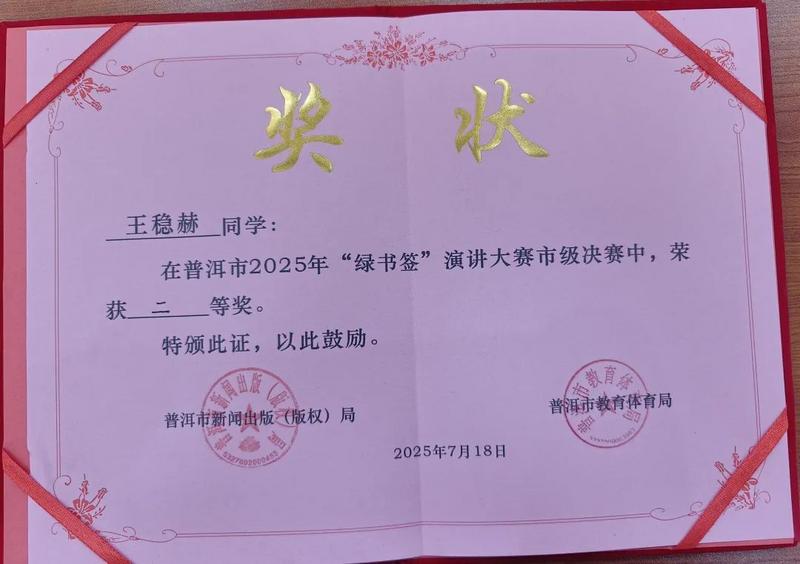 奖状
王稳赫 同学：
在普洱市2025年“绿书签”演讲大赛市级决赛中，荣
获 二 等奖。
特颁此证，以此鼓励。
普洱市新闻出版（版权）局
普洱市教育体育局
2025年7月18日